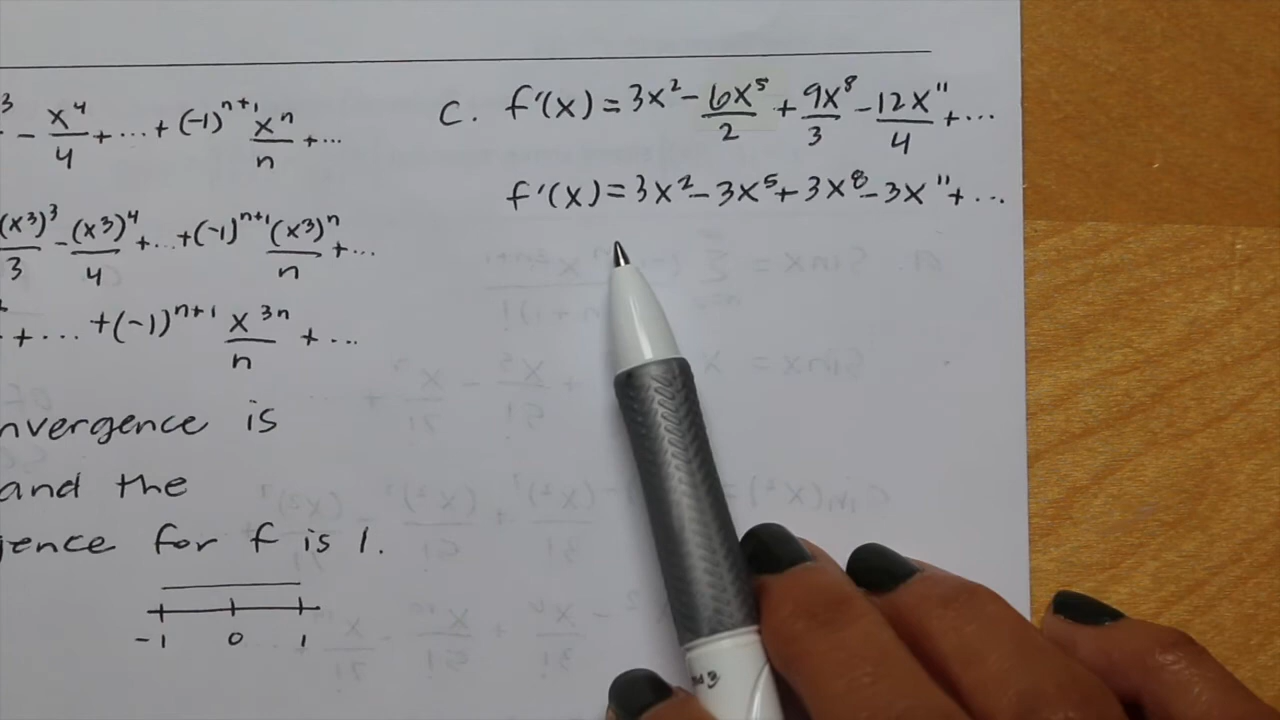 3 - x⁴/4 + ... + (-1)ⁿ⁺¹ xⁿ/n + ...
(x³)³/3 - (x³)⁴/4 + ... + (-1)ⁿ⁺¹ (x³)ⁿ/n + ...
+ ... + (-1)ⁿ⁺¹ x³ⁿ/n + ...
nvergence is
and the
gence for f is 1.
-1 0 1
C. f'(x) = 3x² - 6x⁵/2 + 9x⁸/3 - 12x¹¹/4 + ...
f'(x) = 3x² - 3x⁵ + 3x⁸ - 3x¹¹ + ...